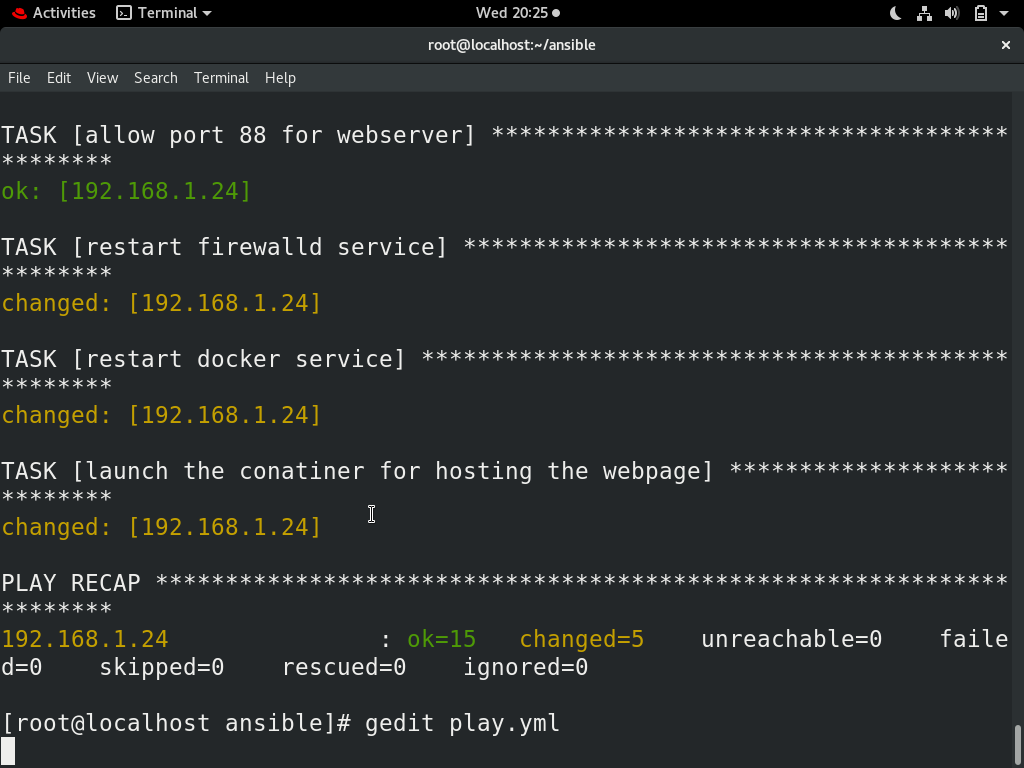 Activities Terminal Wed 20:25
root@localhost:~/ansible
File Edit View Search Terminal Help
TASK [allow port 88 for webserver] *************************************
********
ok: [192.168.1.24]
TASK [restart firewalld service] ***************************************
********
changed: [192.168.1.24]
TASK [restart docker service] ******************************************
********
changed: [192.168.1.24]
TASK [launch the conatiner for hosting the webpage] ********************
********
changed: [192.168.1.24]
PLAY RECAP *************************************************************
********
192.168.1.24               : ok=15   changed=5    unreachable=0    faile
d=0    skipped=0    rescued=0    ignored=0
[root@localhost ansible]# gedit play.yml